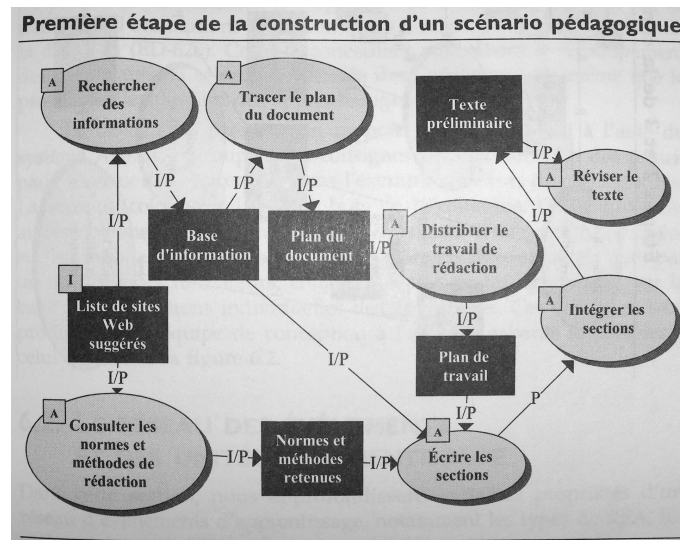 Première étape de la construction d'un scénario pédagogique
A
Rechercher
des
informations
A
Tracer le plan
du document
Texte
préliminaire
I/P
A
Réviser le
texte
I/P
I/P
I/P
I/P
I/P
Base
d'information
Plan du
document
I/P
A
Distribuer le
travail de
rédaction
I
Liste de sites
Web
suggérés
A
Intégrer les
sections
I/P
I/P
Plan de
travail
I/P
I/P
P
A
Consulter les
normes et
méthodes de
rédaction
I/P
Normes et
méthodes
retenues
I/P
A
Écrire les
sections